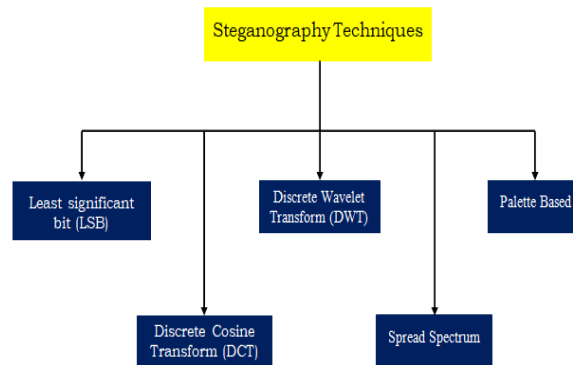 Steganography Techniques
Least significant
bit (LSB)
Discrete Wavelet
Transform (DWT)
Palette Based
Discrete Cosine
Transform (DCT)
Spread Spectrum